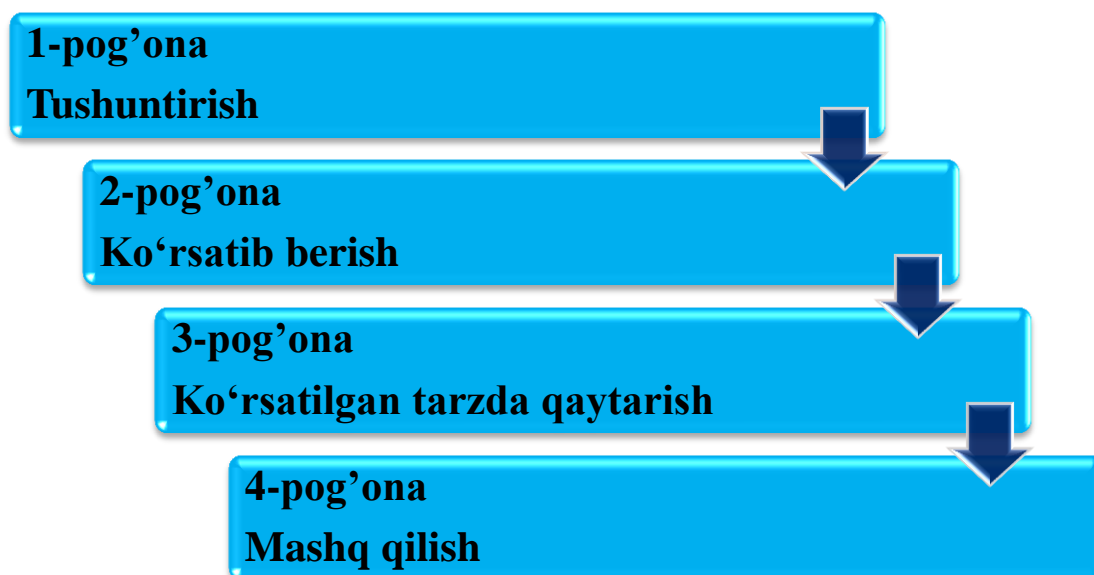 1-pog’ona
Tushuntirish
2-pog’ona
Ko‘rsatib berish
3-pog’ona
Ko‘rsatilgan tarzda qaytarish
4-pog’ona
Mashq qilish